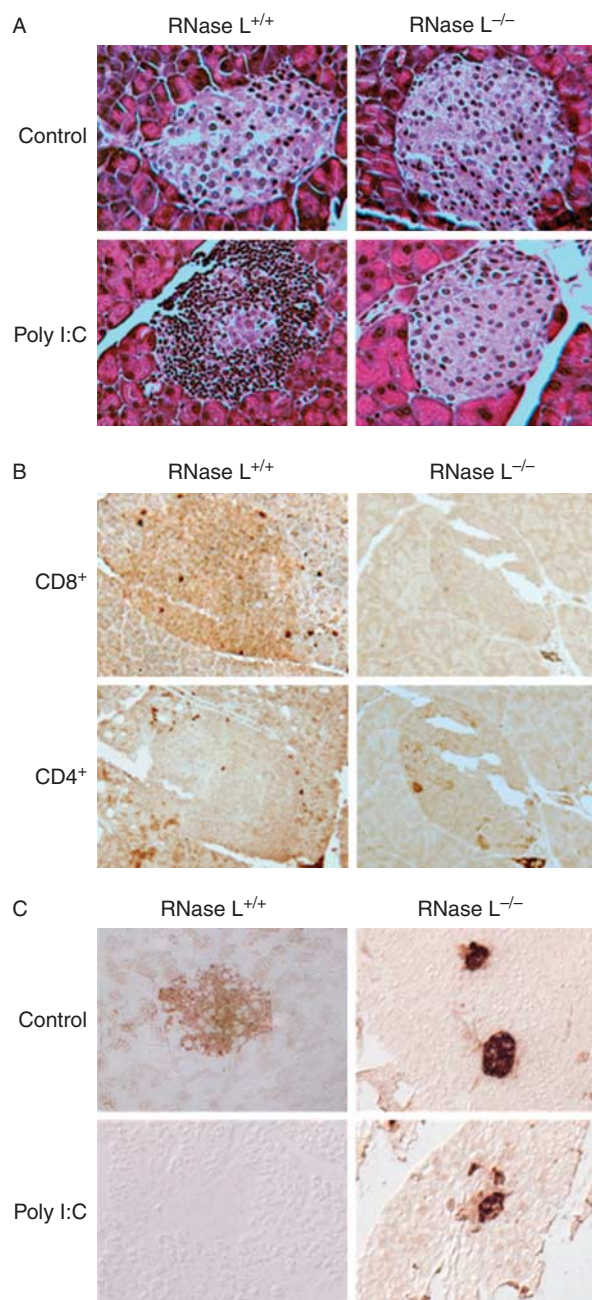 A
RNase L+/+ RNase L−/−
Control
Poly I:C
B
RNase L+/+ RNase L−/−
CD8+
CD4+
C
RNase L+/+ RNase L−/−
Control
Poly I:C